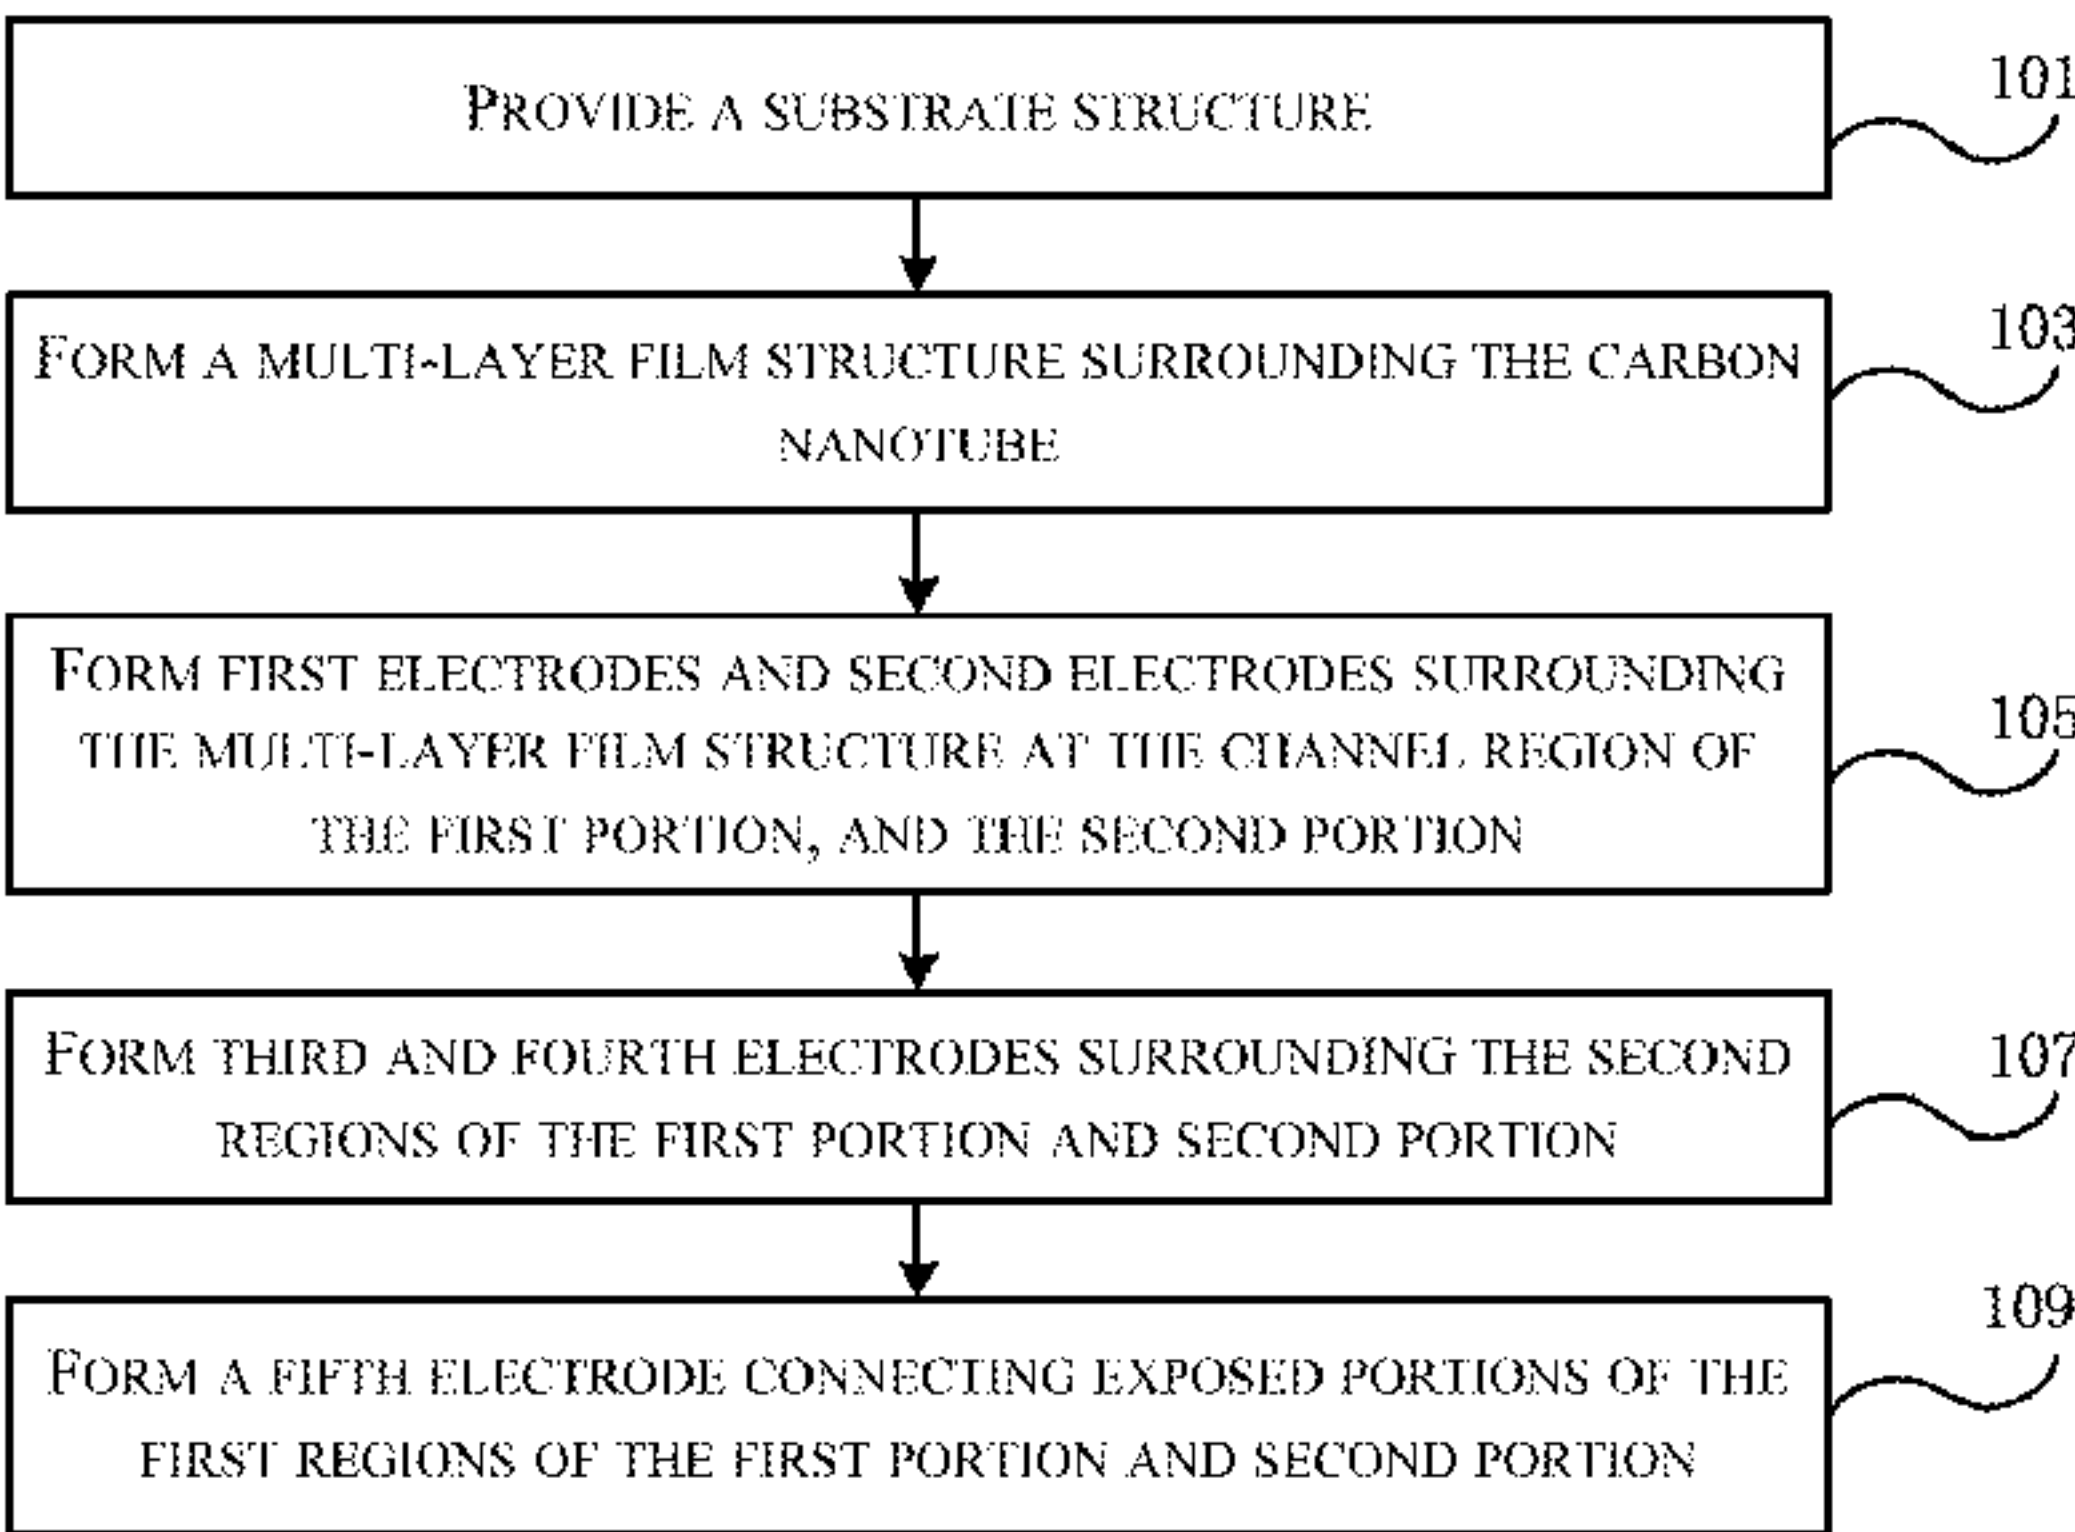 PROVIDE A SUBSTRATE STRUCTURE
101
FORM A MULTI-LAYER FILM STRUCTURE SURROUNDING THE CARBON
NANOTUBE
103
FORM FIRST ELECTRODES AND SECOND ELECTRODES SURROUNDING
THE MULTI-LAYER FILM STRUCTURE AT THE CHANNEL REGION OF
THE FIRST PORTION, AND THE SECOND PORTION
105
FORM THIRD AND FOURTH ELECTRODES SURROUNDING THE SECOND
REGIONS OF THE FIRST PORTION AND SECOND PORTION
107
FORM A FIFTH ELECTRODE CONNECTING EXPOSED PORTIONS OF THE
FIRST REGIONS OF THE FIRST PORTION AND SECOND PORTION
109